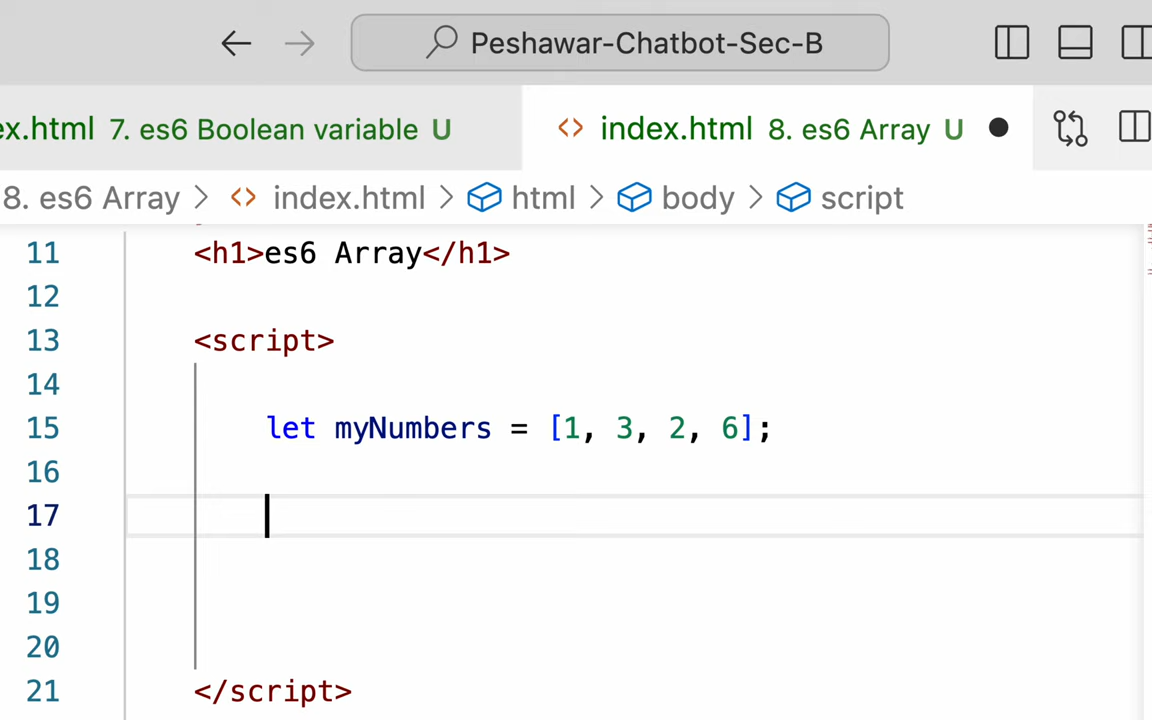 Peshawar-Chatbot-Sec-B
ex.html 7. es6 Boolean variable U
<> index.html 8. es6 Array U
8. es6 Array > <> index.html > html > body > script
11 <h1>es6 Array</h1>
12
13 <script>
14
15 let myNumbers = [1, 3, 2, 6];
16
17
18
19
20
21 </script>